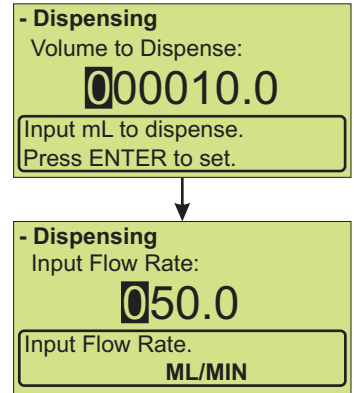 - Dispensing
Volume to Dispense:
000010.0
Input mL to dispense.
Press ENTER to set.
- Dispensing
Input Flow Rate:
050.0
Input Flow Rate.
ML/MIN